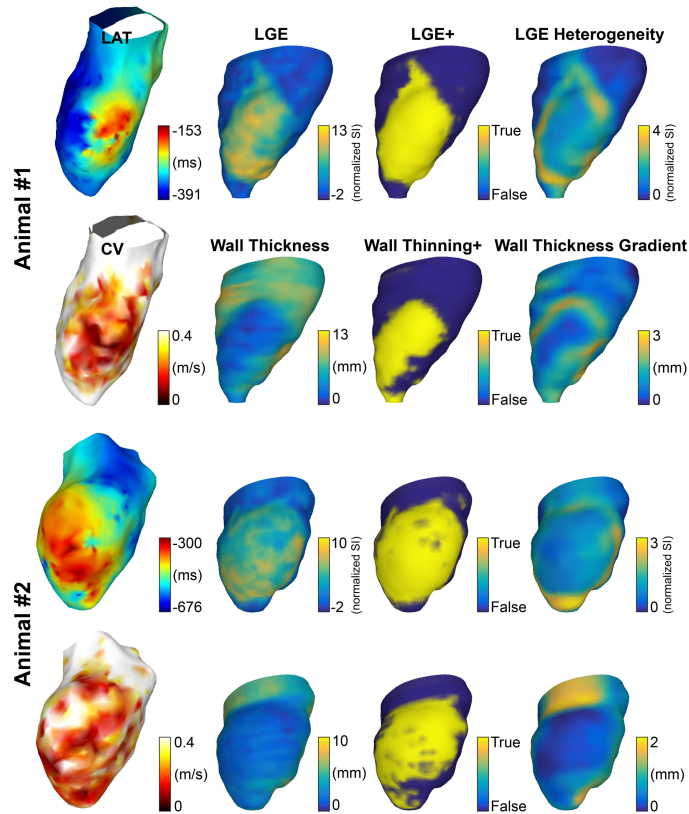 LAT
LGE
LGE+
LGE Heterogeneity
-153
(ms)
-391
13
(normalized SI)
-2
True
False
4
(normalized SI)
0
Animal #1
CV
Wall Thickness
Wall Thinning+
Wall Thickness Gradient
0.4
(m/s)
0
13
(mm)
0
True
False
3
(mm)
0
-300
(ms)
-676
10
(normalized SI)
-2
True
False
3
(normalized SI)
0
Animal #2
0.4
(m/s)
0
10
(mm)
0
True
False
2
(mm)
0